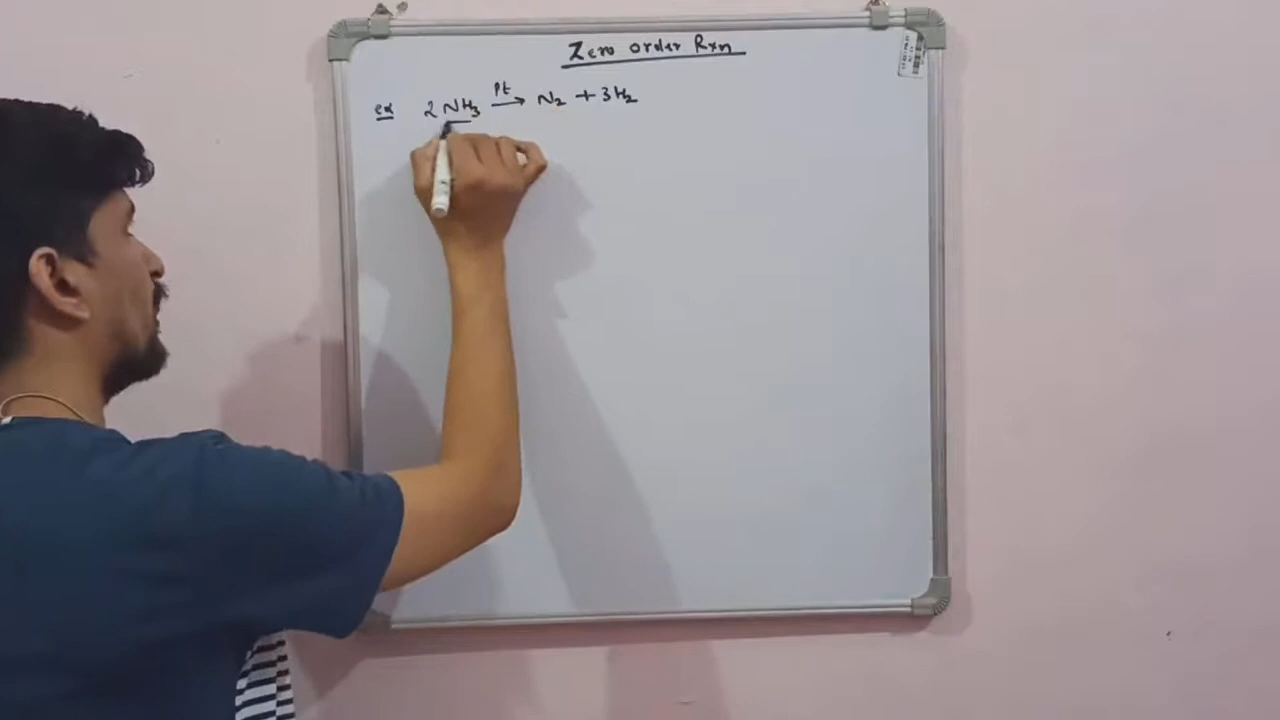 Zero order Rxn
ex 2NH₃ —Pt→ N₂ + 3H₂